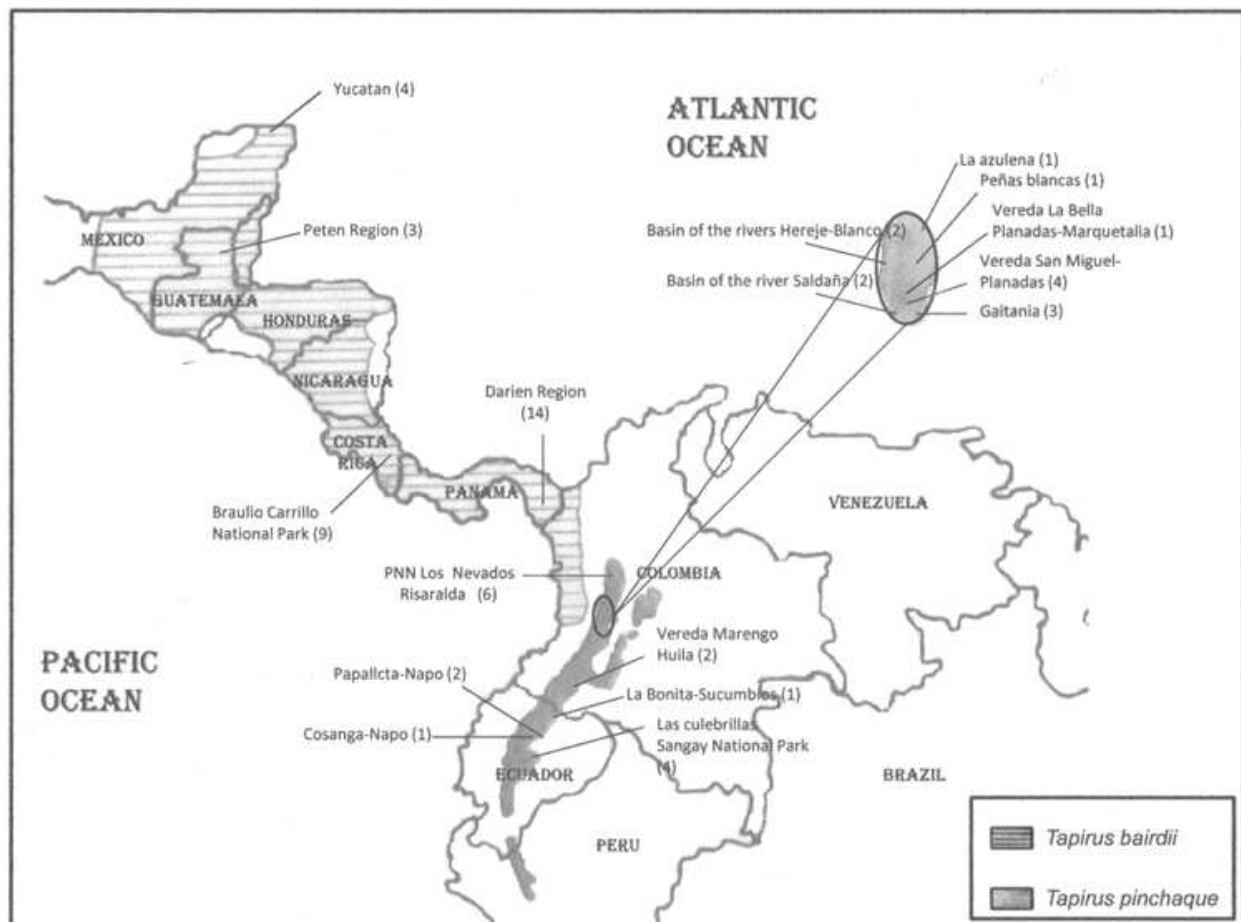 Yucatan (4)
ATLANTIC
OCEAN
La azulena (1)
Peñas blancas (1)
Vereda La Bella
Planadas-Marquetalia (1)
Basin of the rivers Hereje-Blanco (2)
Vereda San Miguel-
Planadas (4)
Basin of the river Saldaña (2)
Gaitania (3)
MEXICO
Peten Region (3)
GUATEMAEA
HONDURAS
NICARAGUA
Darien Region
(14)
COSTA
RICA
PANAMA
VENEZUELA
Braulio Carrillo
National Park (9)
PNN Los Nevados
Risaralda (6)
COLOMBIA
Vereda Marengo
Huila (2)
PACIFIC
OCEAN
Papallcta-Napo (2)
La Bonita-Sucumbios (1)
Cosanga-Napo (1)
Las culebrillas
Sangay National Park
(4)
ECUADOR
BRAZIL
PERU
Tapirus bairdii
Tapirus pinchaque